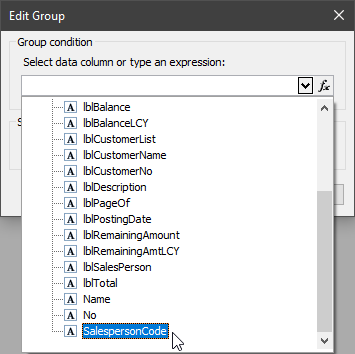 Edit Group
Group condition
Select data column or type an expression:
fx
A lblBalance
A lblBalanceLCY
A lblCustomerList
A lblCustomerName
A lblCustomerNo
A lblDescription
A lblPageOf
A lblPostingDate
A lblRemainingAmount
A lblRemainingAmtLCY
A lblSalesPerson
A lblTotal
A Name
A No
A SalespersonCode